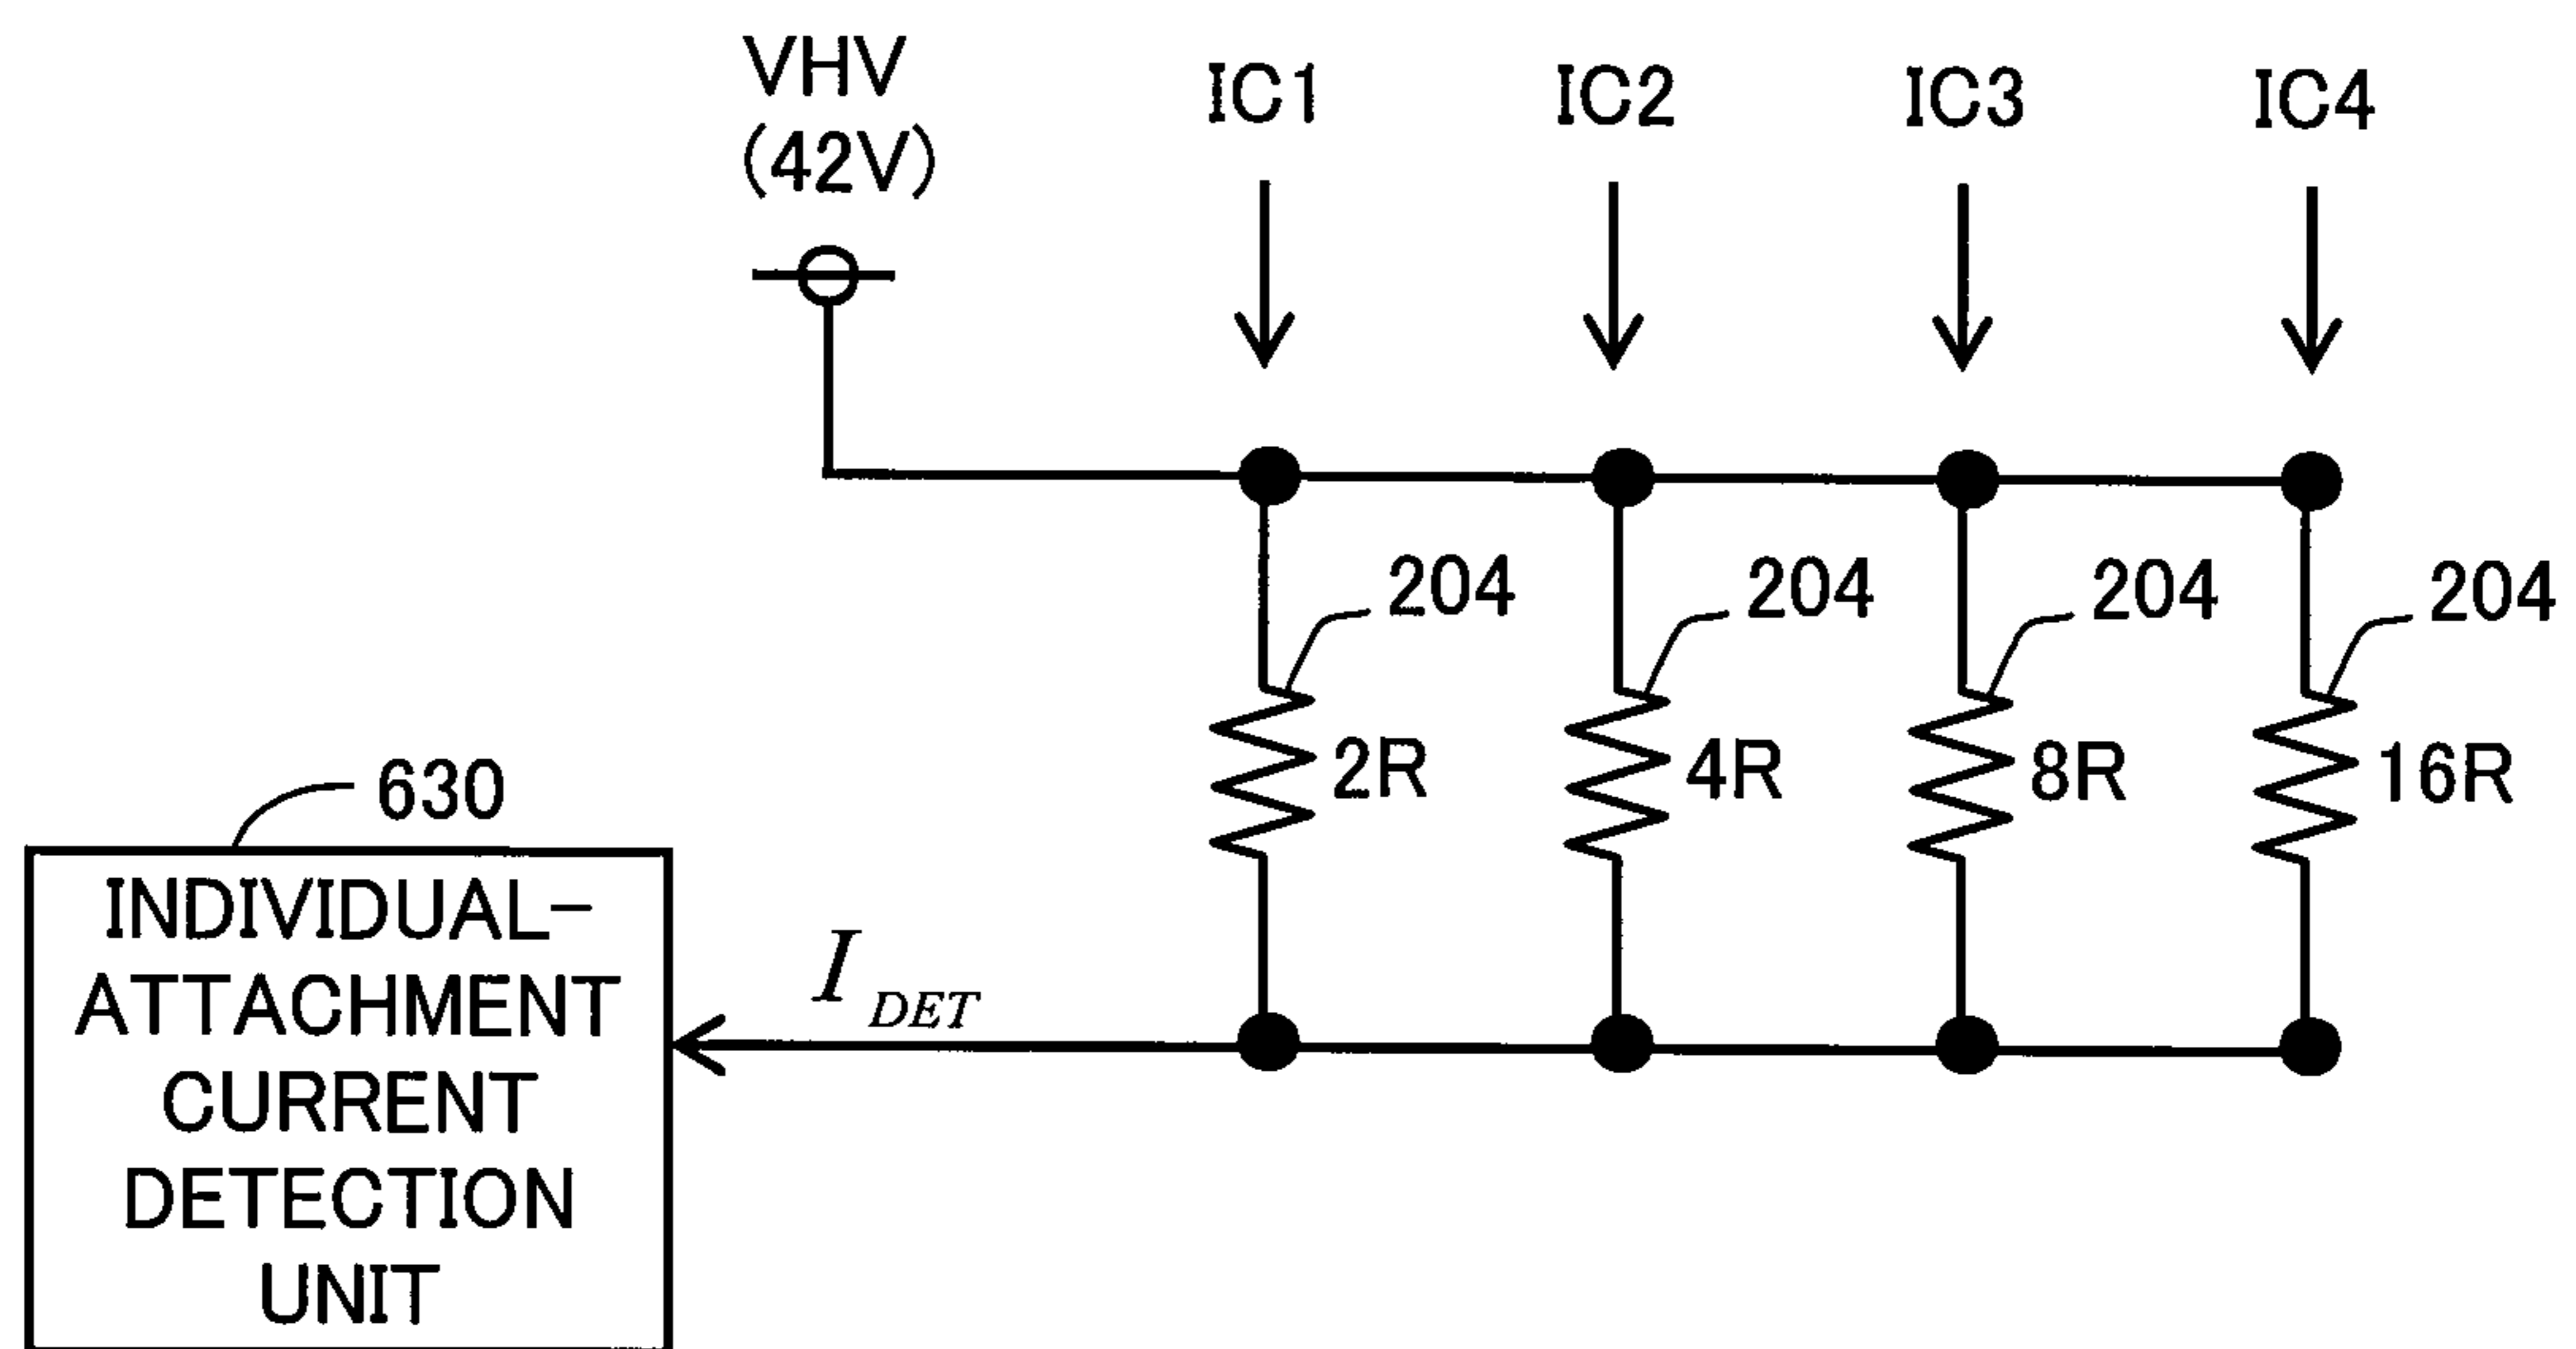 VHV
(42V)
IC1
IC2
IC3
IC4
204
204
204
204
2R
4R
8R
16R
630
INDIVIDUAL-
ATTACHMENT
CURRENT
DETECTION
UNIT
I DET